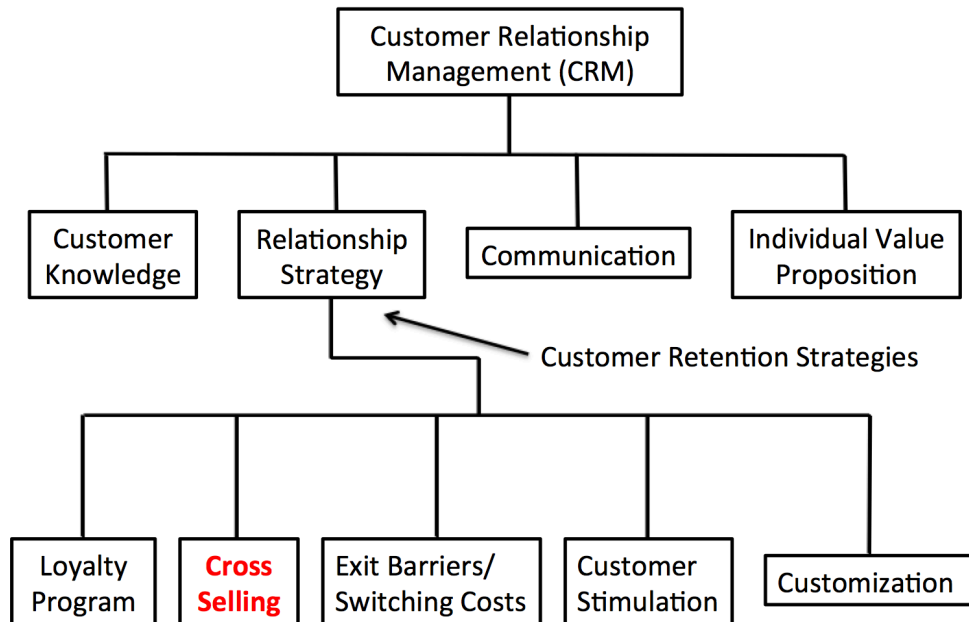 Customer Relationship
Management (CRM)
Customer
Knowledge
Relationship
Strategy
Communication
Individual Value
Proposition
Customer Retention Strategies
Loyalty
Program
Cross
Selling
Exit Barriers/
Switching Costs
Customer
Stimulation
Customization